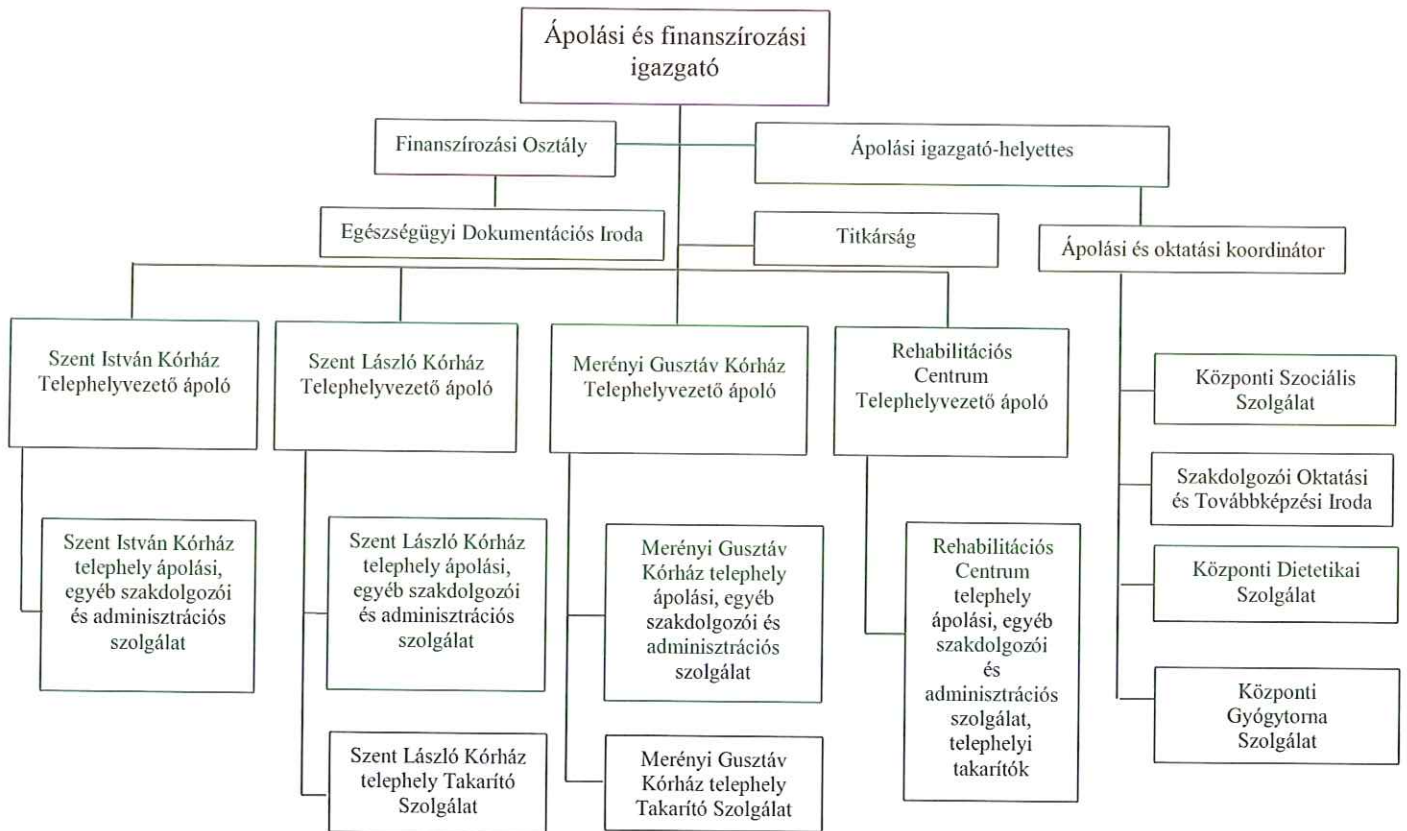 Ápolási és finanszírozási
igazgató
Finanszírozási Osztály
Ápolási igazgató-helyettes
Egészségügyi Dokumentációs Iroda
Titkárság
Ápolási és oktatási koordinátor
Szent István Kórház
Telephelyvezető ápoló
Szent László Kórház
Telephelyvezető ápoló
Merényi Gusztáv Kórház
Telephelyvezető ápoló
Rehabilitációs
Centrum
Telephelyvezető ápoló
Központi Szociális
Szolgálat
Szakdolgozói Oktatási
és Továbbképzési Iroda
Központi Dietetikai
Szolgálat
Központi
Gyógytorna
Szolgálat
Szent István Kórház
telephely ápolási,
egyéb szakdolgozói
és adminisztrációs
szolgálat
Szent László Kórház
telephely ápolási,
egyéb szakdolgozói
és adminisztrációs
szolgálat
Merényi Gusztáv
Kórház telephely
ápolási, egyéb
szakdolgozói és
adminisztrációs
szolgálat
Rehabilitációs
Centrum
telephely
ápolási, egyéb
szakdolgozói
és
adminisztrációs
szolgálat,
telephelyi
takarítók
Szent László Kórház
telephely Takarító
Szolgálat
Merényi Gusztáv
Kórház telephely
Takarító Szolgálat